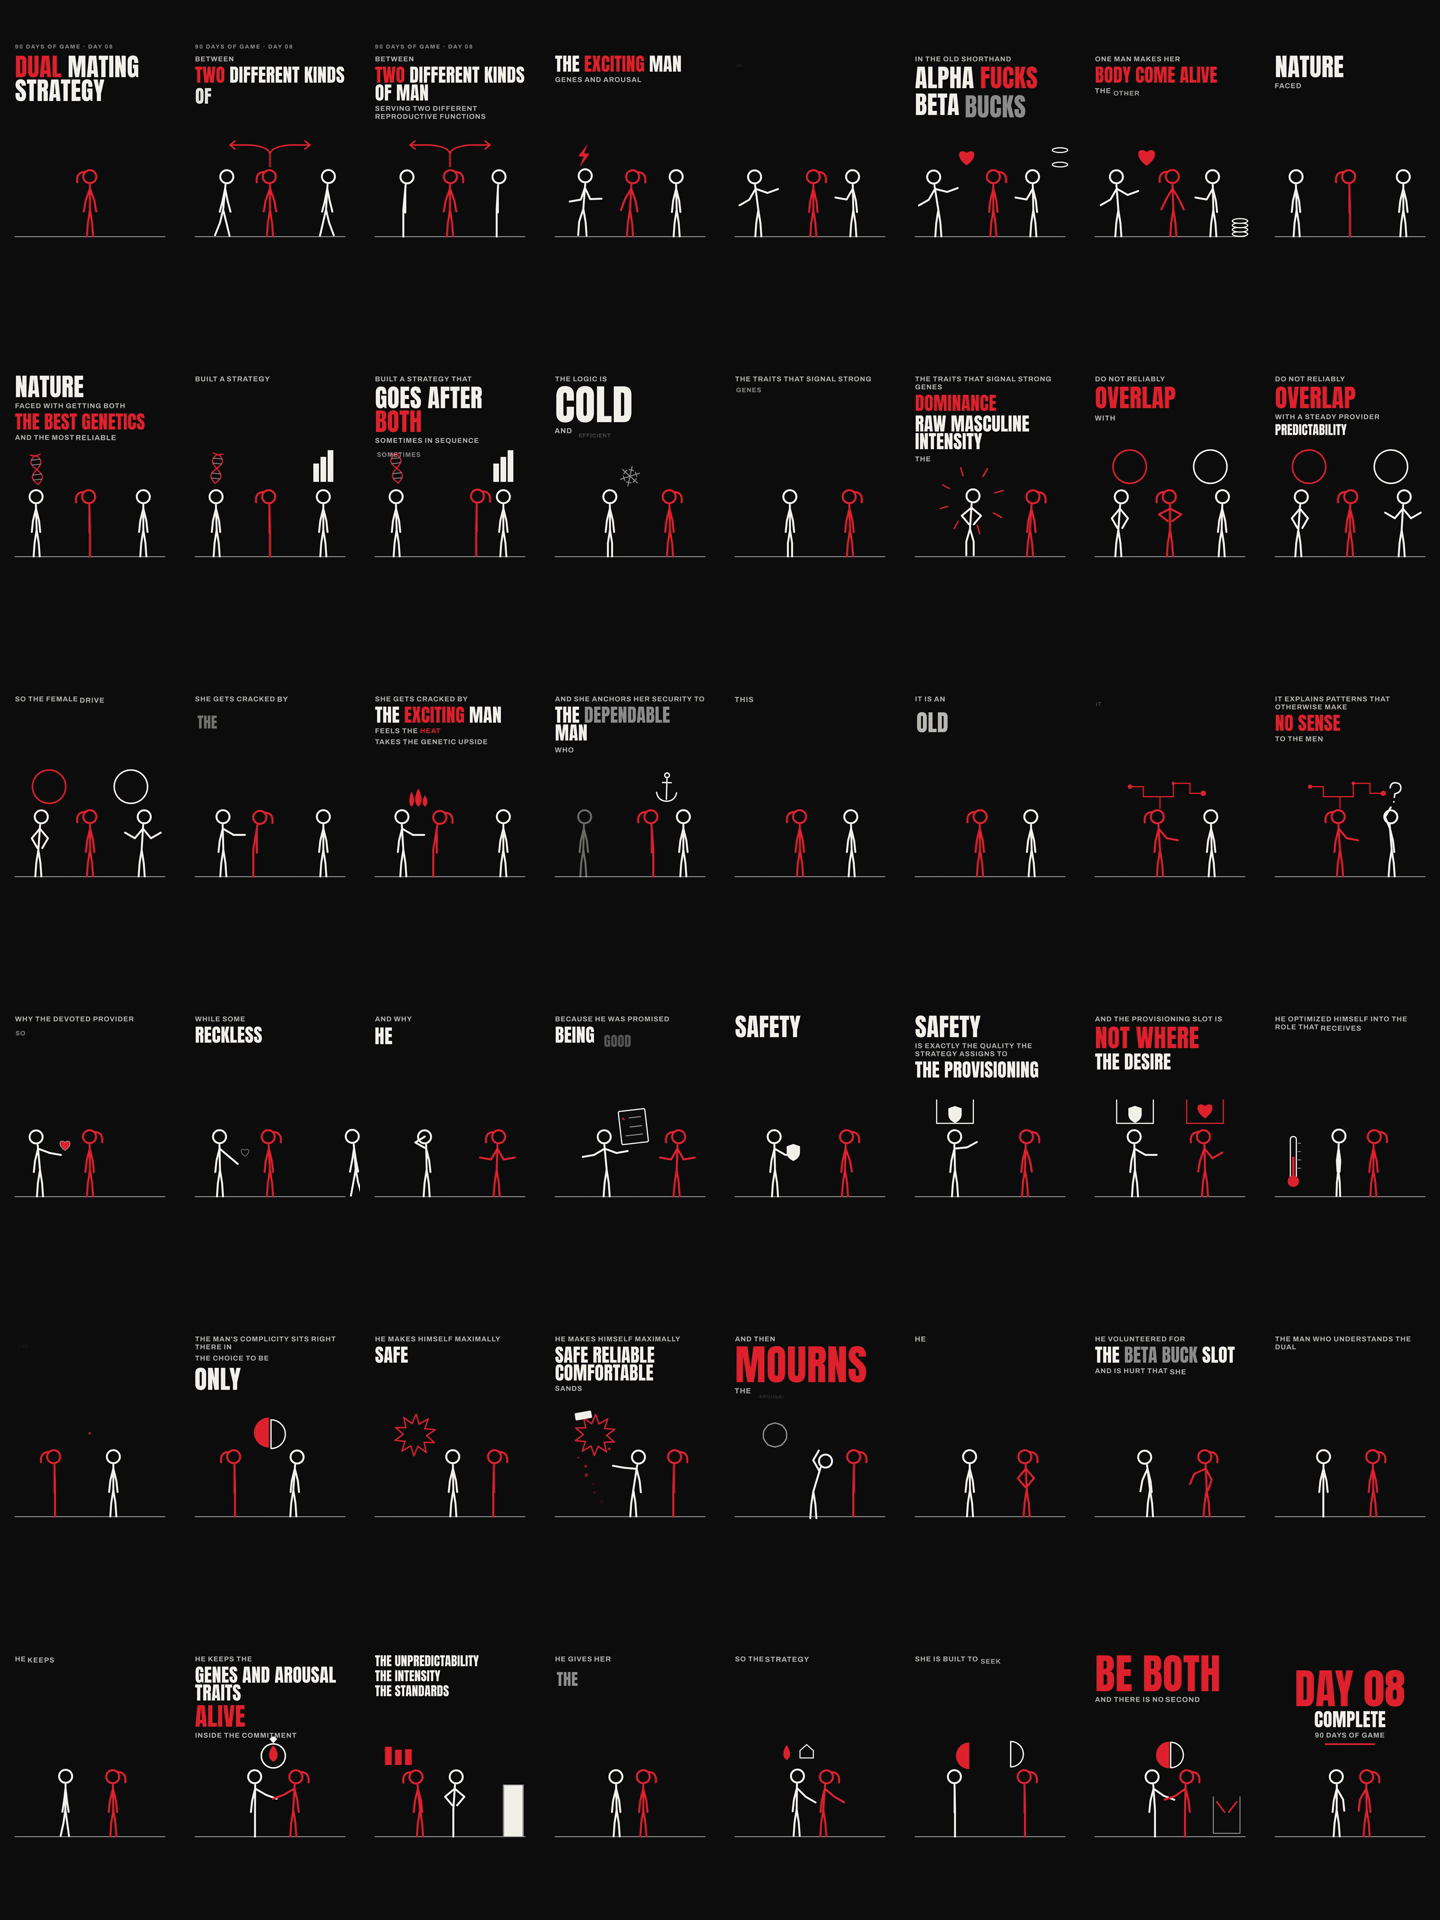 90 DAYS OF GAME - DAY 08
DUAL MATING
STRATEGY
90 DAYS OF GAME - DAY 08
BETWEEN
TWO DIFFERENT KINDS
OF
90 DAYS OF GAME - DAY 08
BETWEEN
TWO DIFFERENT KINDS
OF MAN
SERVING TWO DIFFERENT
REPRODUCTIVE FUNCTIONS
THE EXCITING MAN
GENES AND AROUSAL
IN THE OLD SHORTHAND
ALPHA FUCKS
BETA BUCKS
ONE MAN MAKES HER
BODY COME ALIVE
THE OTHER
NATURE
FACED
NATURE
FACED WITH GETTING BOTH
THE BEST GENETICS
AND THE MOST RELIABLE
BUILT A STRATEGY
BUILT A STRATEGY THAT
GOES AFTER
BOTH
SOMETIMES IN SEQUENCE
SOMETIMES
THE LOGIC IS
COLD
AND EFFICIENT
THE TRAITS THAT SIGNAL STRONG
GENES
THE TRAITS THAT SIGNAL STRONG
GENES
DOMINANCE
RAW MASCULINE
INTENSITY
THE
DO NOT RELIABLY
OVERLAP
WITH
DO NOT RELIABLY
OVERLAP
WITH A STEADY PROVIDER
PREDICTABILITY
SO THE FEMALE DRIVE
SHE GETS CRACKED BY
THE
SHE GETS CRACKED BY
THE EXCITING MAN
FEELS THE HEAT
TAKES THE GENETIC UPSIDE
AND SHE ANCHORS HER SECURITY TO
THE DEPENDABLE
MAN
WHO
THIS
IT IS AN
OLD
IT
IT EXPLAINS PATTERNS THAT
OTHERWISE MAKE
NO SENSE
TO THE MEN
?
WHY THE DEVOTED PROVIDER
SO
WHILE SOME
RECKLESS
AND WHY
HE
BECAUSE HE WAS PROMISED
BEING GOOD
SAFETY
SAFETY
IS EXACTLY THE QUALITY THE
STRATEGY ASSIGNS TO
THE PROVISIONING
AND THE PROVISIONING SLOT IS
NOT WHERE
THE DESIRE
HE OPTIMIZED HIMSELF INTO THE
ROLE THAT RECEIVES
THE MAN'S COMPLICITY SITS RIGHT
THERE IN
THE CHOICE TO BE
ONLY
HE MAKES HIMSELF MAXIMALLY
SAFE
HE MAKES HIMSELF MAXIMALLY
SAFE RELIABLE
COMFORTABLE
SANDS
AND THEN
MOURNS
THE
HE
HE VOLUNTEERED FOR
THE BETA BUCK SLOT
AND IS HURT THAT SHE
THE MAN WHO UNDERSTANDS THE
DUAL
HE KEEPS
HE KEEPS THE
GENES AND AROUSAL
TRAITS
ALIVE
INSIDE THE COMMITMENT
THE UNPREDICTABILITY
THE INTENSITY
THE STANDARDS
HE GIVES HER
THE
SO THE STRATEGY
SHE IS BUILT TO SEEK
BE BOTH
AND THERE IS NO SECOND
DAY 08
COMPLETE
90 DAYS OF GAME